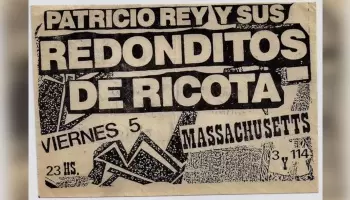 PATRICIO REY Y SUS
REDONDITOS
DE RICOTA
VIERNES 5
MASSACHUSETTS
23 HS.
3 Y 114